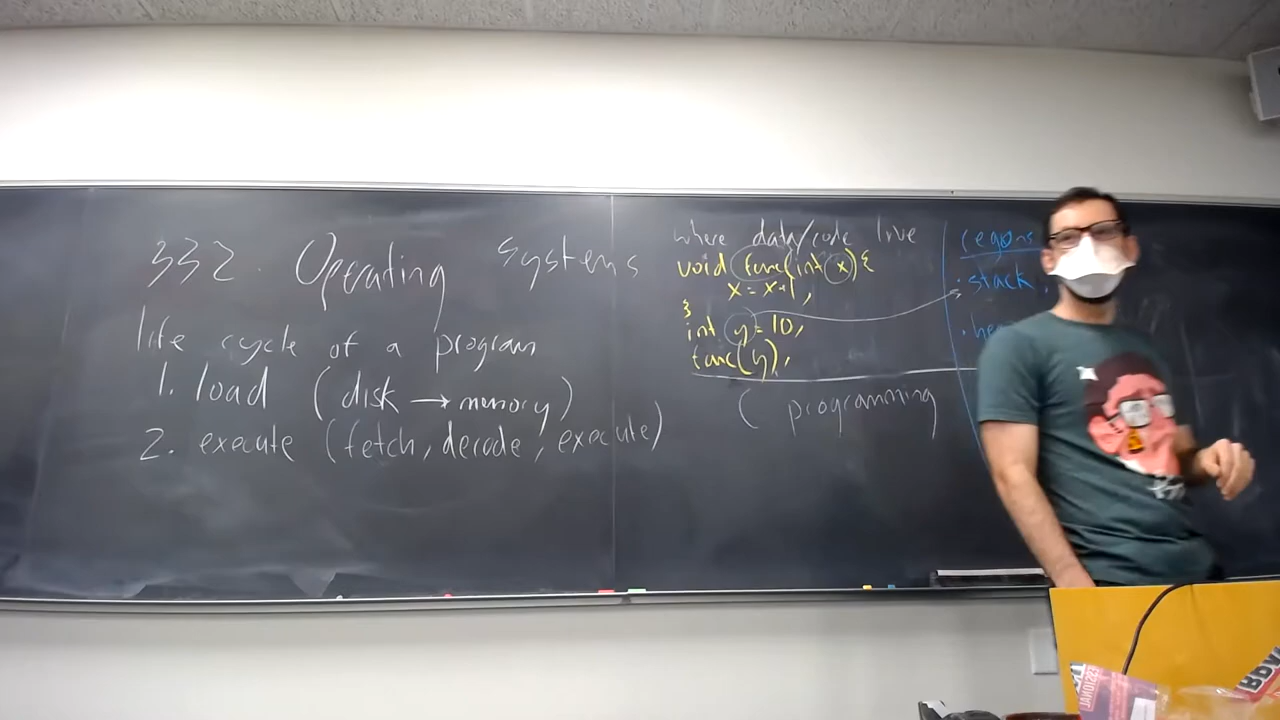 332. Operating Systems
life cycle of a program
1. load (disk → memory)
2. execute (fetch, decode, execute)
where data/code live
void func(int x){
x = x+1;
}
int y = 10;
func(y);
( programming
regions
· stack